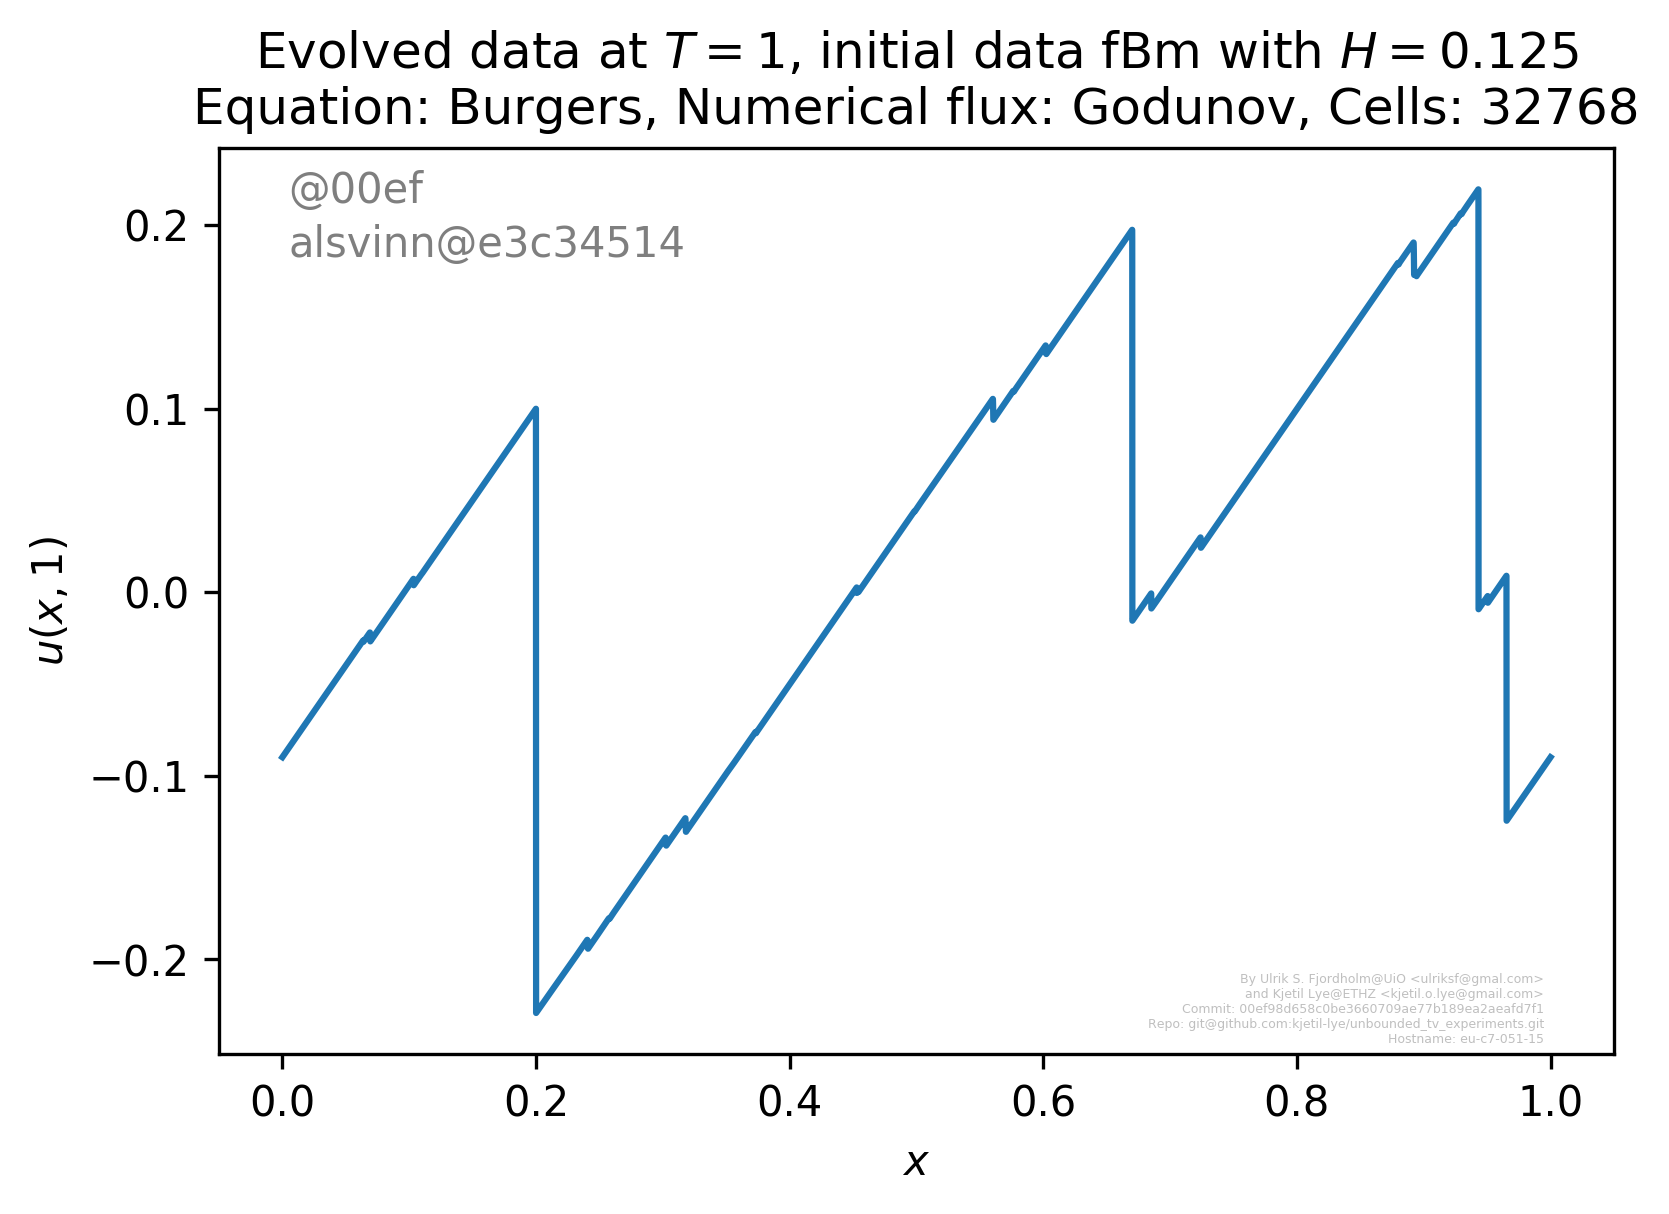 Evolved data at T = 1, initial data fBm with H = 0.125
Equation: Burgers, Numerical flux: Godunov, Cells: 32768
@00ef
alsvinn@e3c34514
0.2
0.1
0.0
−0.1
−0.2
u(x, 1)
0.0 0.2 0.4 0.6 0.8 1.0
x
By Ulrik S. Fjordholm@UiO <ulriksf@gmal.com>
and Kjetil Lye@ETHZ <kjetil.o.lye@gmail.com>
Commit: 00ef98d658c0be3660709ae77b189ea2aeafd7f1
Repo: git@github.com:kjetil-lye/unbounded_tv_experiments.git
Hostname: eu-c7-051-15